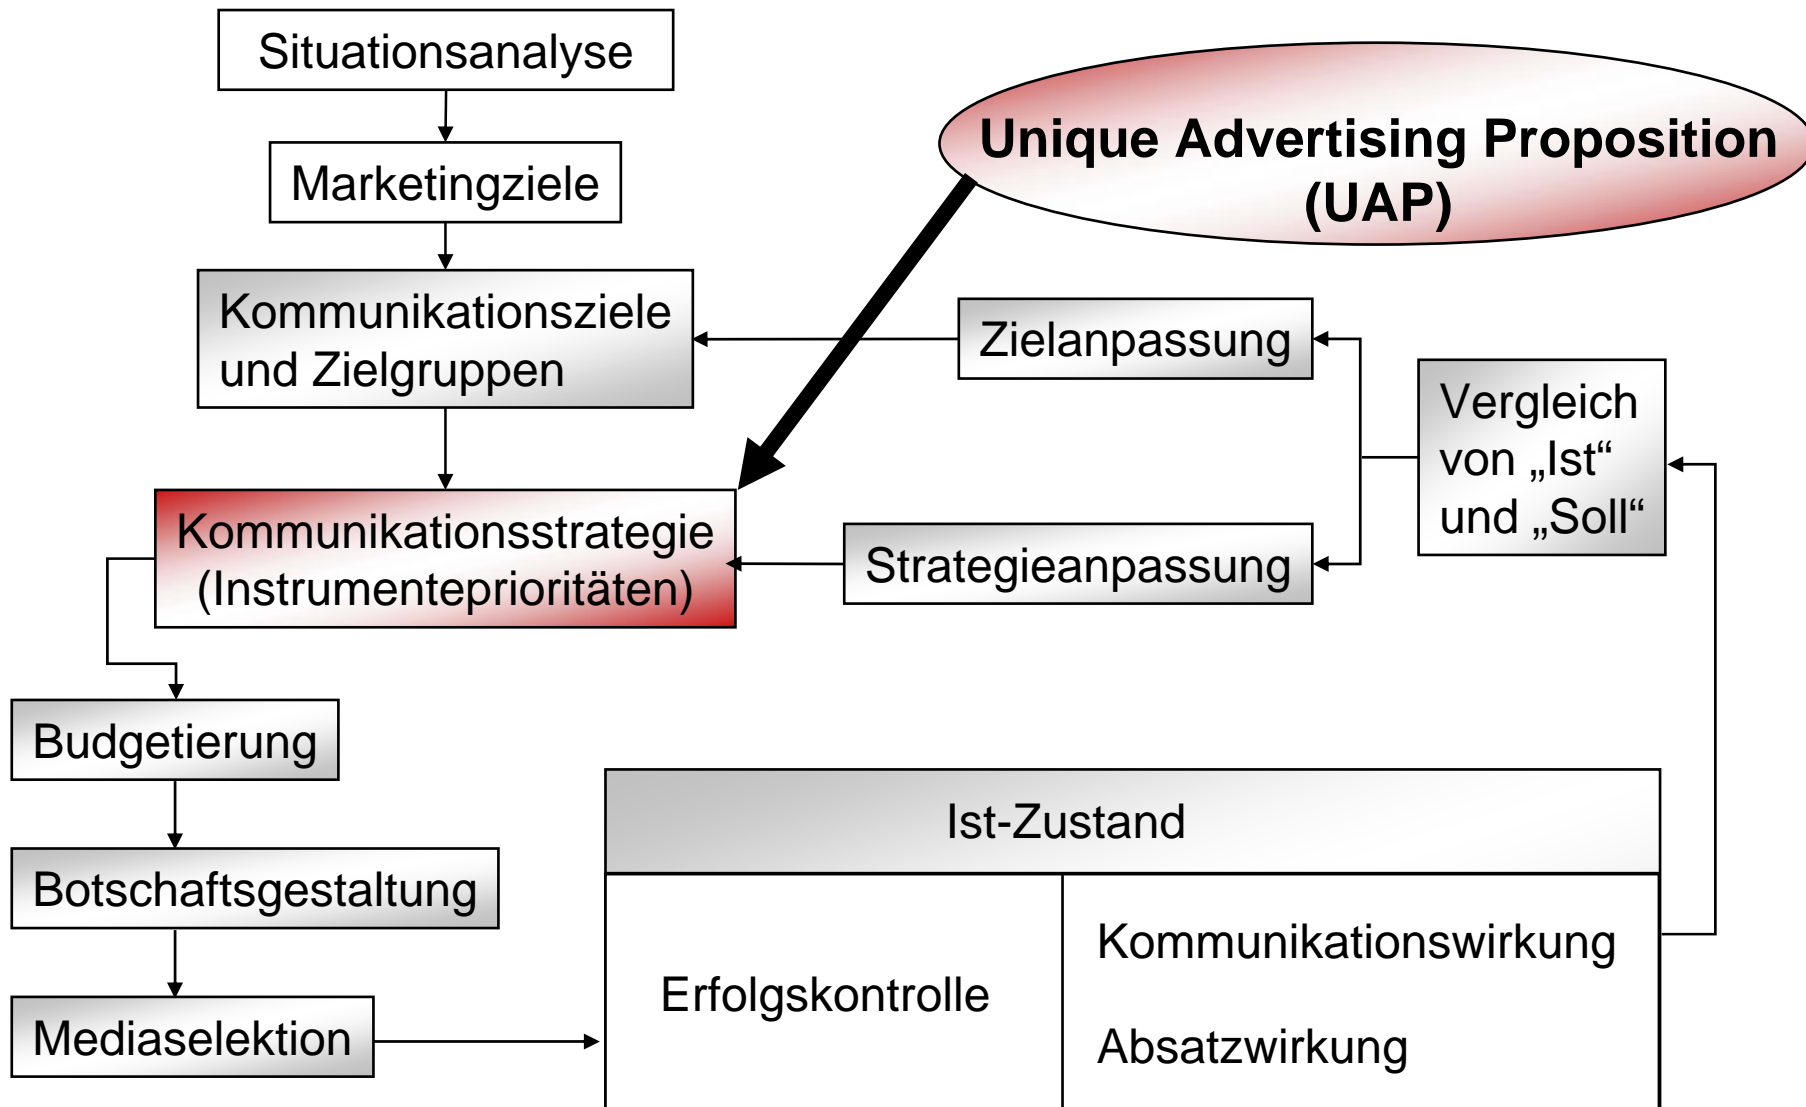 Situationsanalyse
Unique Advertising Proposition
(UAP)
Marketingziele
Kommunikationsziele
und Zielgruppen
Zielanpassung
Vergleich
von „Ist“
und „Soll“
Kommunikationsstrategie
(Instrumenteprioritäten)
Strategieanpassung
Budgetierung
Botschaftsgestaltung
Mediaselektion
Ist-Zustand
Erfolgskontrolle
Kommunikationswirkung
Absatzwirkung